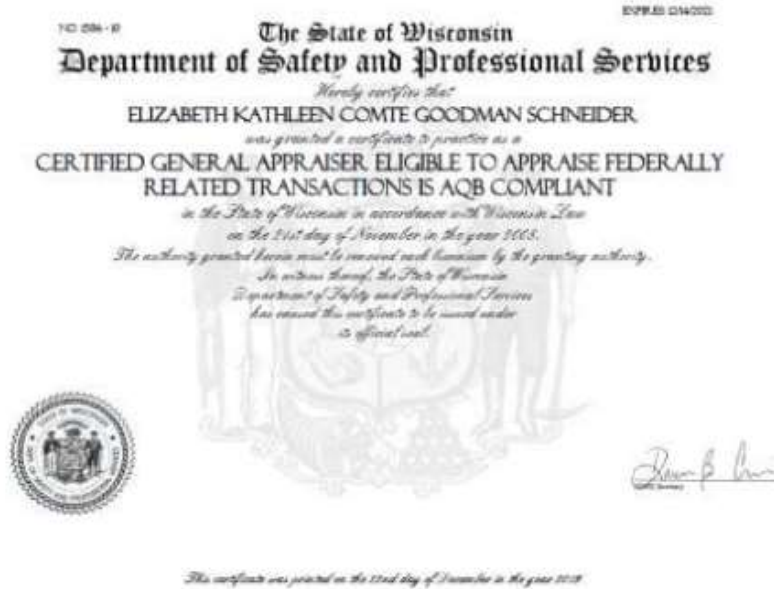 The State of Wisconsin
Department of Safety and Professional Services
Hereby certifies that
ELIZABETH KATHLEEN COMTE GOODMAN SCHNEIDER
was granted a certificate to practice as a
CERTIFIED GENERAL APPRAISER ELIGIBLE TO APPRAISE FEDERALLY
RELATED TRANSACTIONS IS AQB COMPLIANT
in the State of Wisconsin in accordance with Wisconsin Law
on the 21st day of November in the year
The authority granted herein must be renewed each biennium by the granting authority.
In witness thereof, the State of Wisconsin
Department of Safety and Professional Services
has caused this certificate to be issued under
its official seal.
This certificate was printed on the day of December in the year